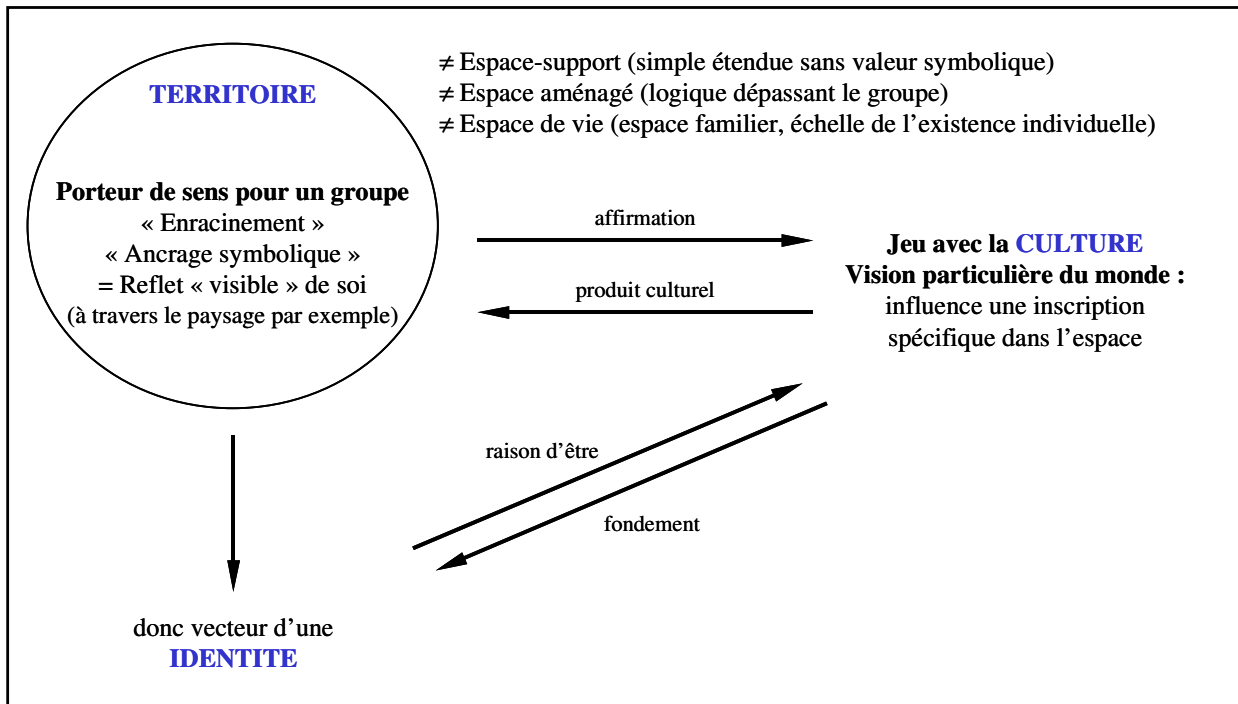 TERRITOIRE
≠ Espace-support (simple étendue sans valeur symbolique)
≠ Espace aménagé (logique dépassant le groupe)
≠ Espace de vie (espace familier, échelle de l’existence individuelle)
Porteur de sens pour un groupe
« Enracinement »
« Ancrage symbolique »
= Reflet « visible » de soi
(à travers le paysage par exemple)
affirmation
produit culturel
Jeu avec la CULTURE
Vision particulière du monde :
influence une inscription
spécifique dans l’espace
raison d’être
fondement
donc vecteur d’une
IDENTITE